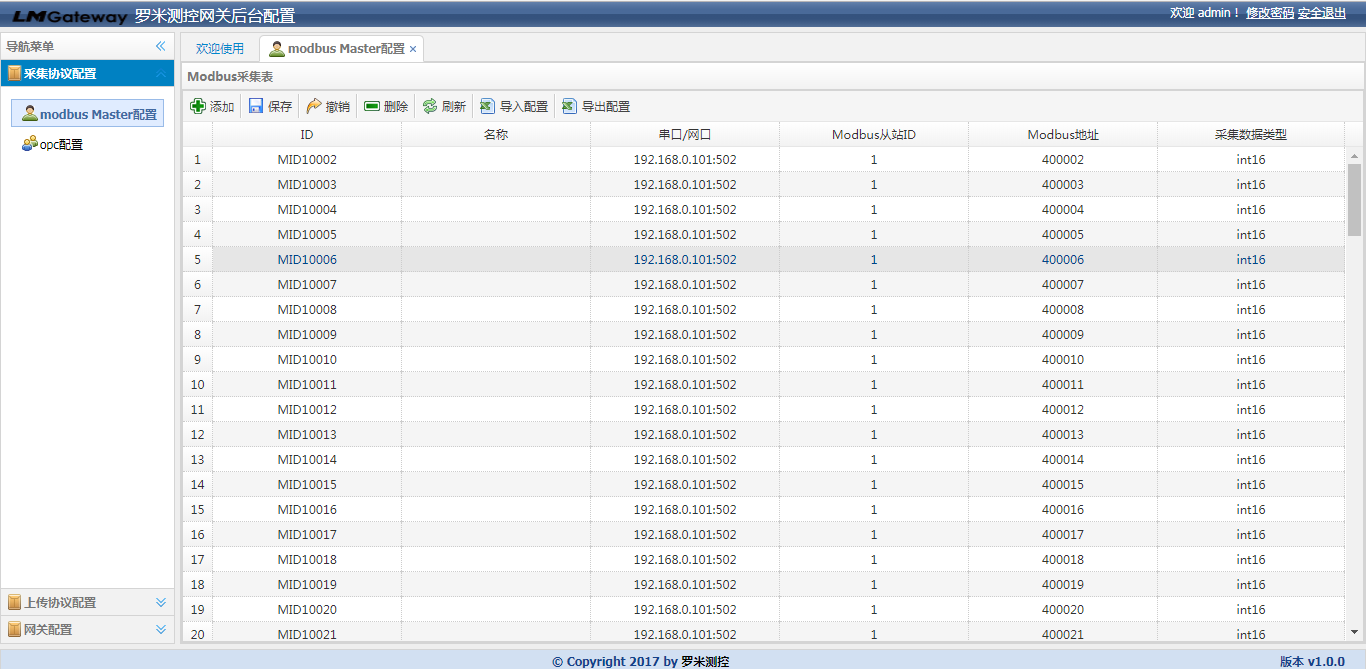 LMGateway 罗米测控网关后台配置 欢迎 admin！ 修改密码 安全退出
导航菜单
采集协议配置
modbus Master配置
opc配置
上传协议配置
网关配置
欢迎使用 modbus Master配置 ×
Modbus采集表
添加 保存 撤销 删除 刷新 导入配置 导出配置
ID 名称 串口/网口 Modbus从站ID Modbus地址 采集数据类型
1 MID10002 192.168.0.101:502 1 400002 int16
2 MID10003 192.168.0.101:502 1 400003 int16
3 MID10004 192.168.0.101:502 1 400004 int16
4 MID10005 192.168.0.101:502 1 400005 int16
5 MID10006 192.168.0.101:502 1 400006 int16
6 MID10007 192.168.0.101:502 1 400007 int16
7 MID10008 192.168.0.101:502 1 400008 int16
8 MID10009 192.168.0.101:502 1 400009 int16
9 MID10010 192.168.0.101:502 1 400010 int16
10 MID10011 192.168.0.101:502 1 400011 int16
11 MID10012 192.168.0.101:502 1 400012 int16
12 MID10013 192.168.0.101:502 1 400013 int16
13 MID10014 192.168.0.101:502 1 400014 int16
14 MID10015 192.168.0.101:502 1 400015 int16
15 MID10016 192.168.0.101:502 1 400016 int16
16 MID10017 192.168.0.101:502 1 400017 int16
17 MID10018 192.168.0.101:502 1 400018 int16
18 MID10019 192.168.0.101:502 1 400019 int16
19 MID10020 192.168.0.101:502 1 400020 int16
20 MID10021 192.168.0.101:502 1 400021 int16
© Copyright 2017 by 罗米测控 版本 v1.0.0